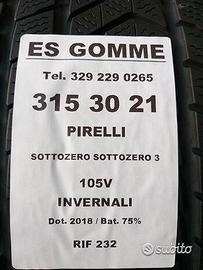 ES GOMME
Tel. 329 229 0265
315 30 21
PIRELLI
SOTTOZERO SOTTOZERO 3
105V
INVERNALI
Dot. 2018 / Bat. 75%
RIF 232
subito